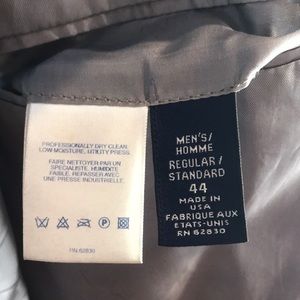 PROFESSIONALLY DRY CLEAN
LOW-MOISTURE, UTILITY PRESS.
FAIRE NETTOYER PAR UN
SPECIALISTE, HUMIDITE
FAIBLE. REPASSER AVEC
UNE PRESSE INDUSTRIELLE.
RN 62830
MEN'S/
HOMME
REGULAR/
STANDARD
44
MADE IN
USA
FABRIQUE AUX
ETATS-UNIS
RN 62830